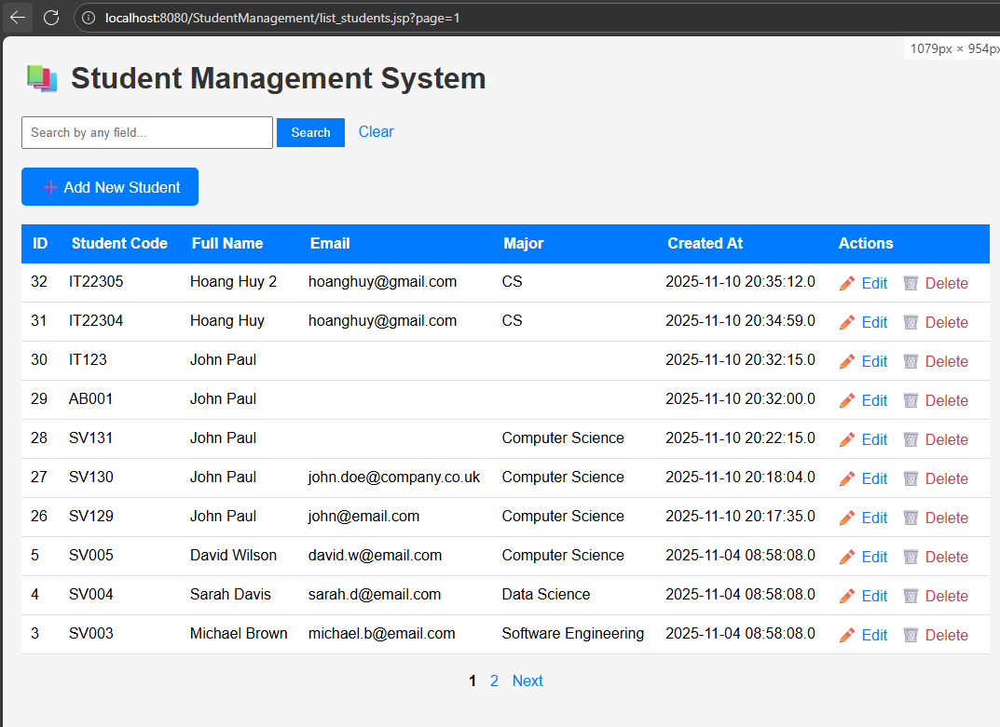 localhost:8080/StudentManagement/list_students.jsp?page=1
1079px × 954px
Student Management System
Search by any field... Search Clear
Add New Student
ID Student Code Full Name Email Major Created At Actions
32 IT22305 Hoang Huy 2 hoanghuy@gmail.com CS 2025-11-10 20:35:12.0 Edit Delete
31 IT22304 Hoang Huy hoanghuy@gmail.com CS 2025-11-10 20:34:59.0 Edit Delete
30 IT123 John Paul 2025-11-10 20:32:15.0 Edit Delete
29 AB001 John Paul 2025-11-10 20:32:00.0 Edit Delete
28 SV131 John Paul Computer Science 2025-11-10 20:22:15.0 Edit Delete
27 SV130 John Paul john.doe@company.co.uk Computer Science 2025-11-10 20:18:04.0 Edit Delete
26 SV129 John Paul john@email.com Computer Science 2025-11-10 20:17:35.0 Edit Delete
5 SV005 David Wilson david.w@email.com Computer Science 2025-11-04 08:58:08.0 Edit Delete
4 SV004 Sarah Davis sarah.d@email.com Data Science 2025-11-04 08:58:08.0 Edit Delete
3 SV003 Michael Brown michael.b@email.com Software Engineering 2025-11-04 08:58:08.0 Edit Delete
1 2 Next